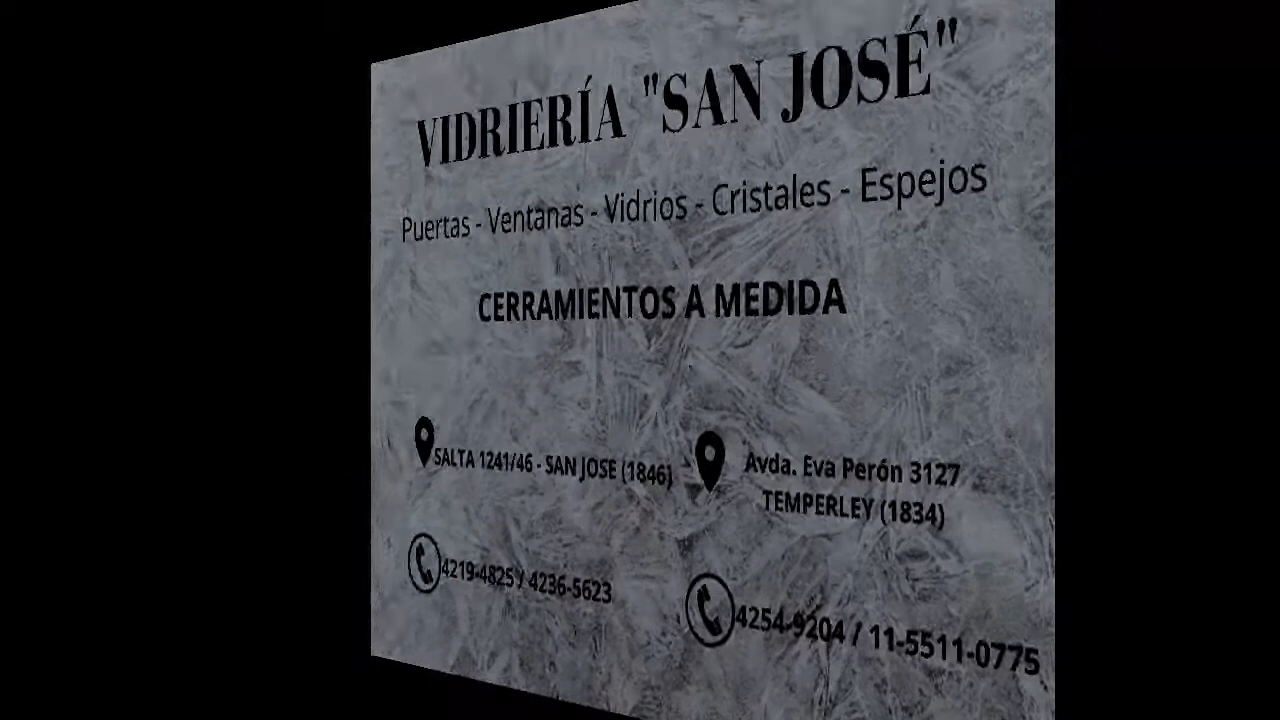 VIDRIERÍA "SAN JOSÉ"
Puertas - Ventanas - Vidrios - Cristales - Espejos
CERRAMIENTOS A MEDIDA
SALTA 1241/46 - SAN JOSE (1846)
4219-4825 / 4236-5623
Avda. Eva Perón 3127
TEMPERLEY (1834)
4254-9204 / 11-5511-0775